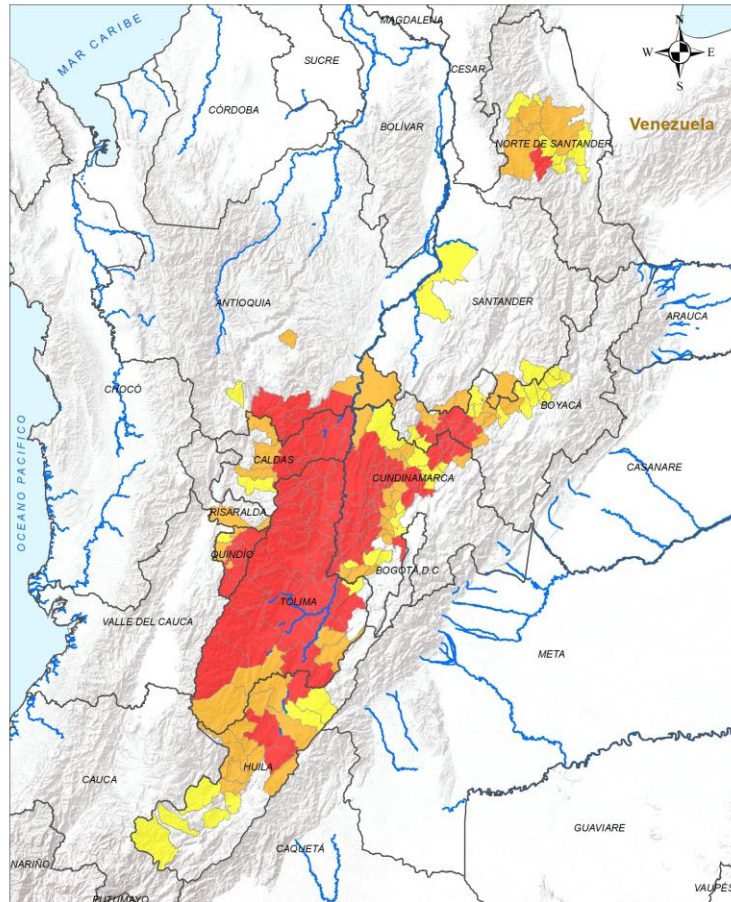 MAGDALENA
N
W E
S
MAR CARIBE
SUCRE
CESAR
CÓRDOBA
BOLÍVAR
Venezuela
NORTE DE SANTANDER
ANTIOQUIA
SANTANDER
ARAUCA
CHOCÓ
BOYACÁ
CALDAS
CUNDINAMARCA
CASANARE
OCEANO PACIFICO
RISARALDA
QUINDÍO
BOGOTÁ, D.C
TOLIMA
VALLE DEL CAUCA
META
HUILA
CAUCA
GUAVIARE
CAQUETÁ
NARIÑO
PUTUMAYO
VAUPÉS